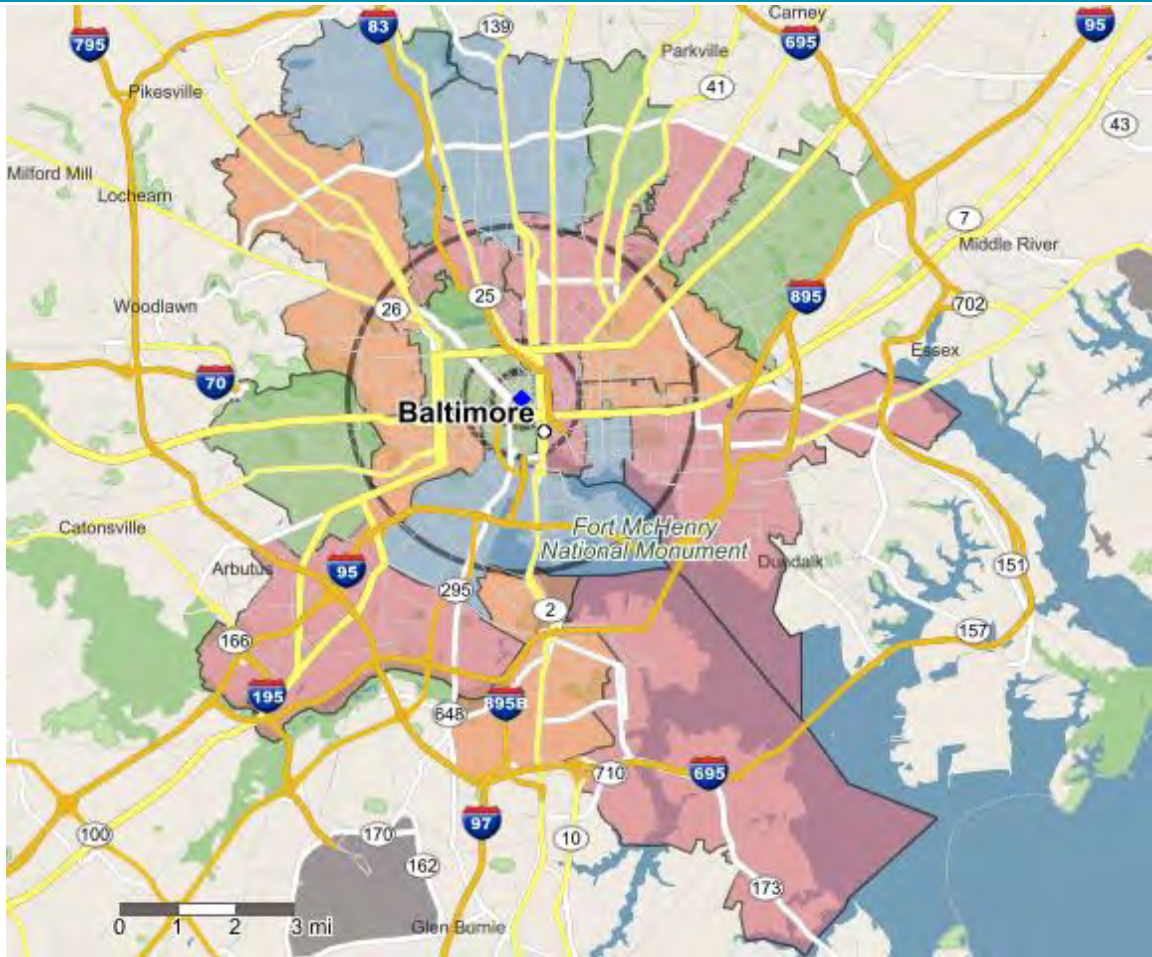 Carney
83
139
95
795
695
Parkville
Pikesville
41
43
Milford Mill
Lochearn
7
Middle River
25
895
702
Woodlawn
26
Essex
70
Baltimore
Catonsville
Fort McHenry
National Monument
Dundalk
Arbutus
95
151
295
2
157
166
195
895B
648
710
695
97
100
170
10
162
173
0 1 2 3 mi
Glen Burnie